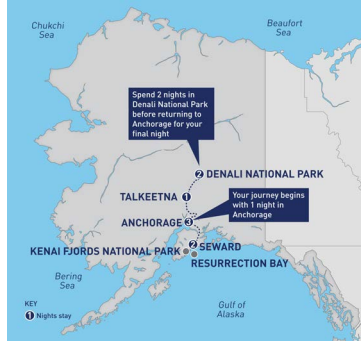 Chukchi
Sea
Beaufort
Sea
Spend 2 nights in
Denali National Park
before returning to
Anchorage for your
final night
2 DENALI NATIONAL PARK
TALKEETNA 1
Your journey begins
with 1 night in
Anchorage
ANCHORAGE 3
2 SEWARD
KENAI FJORDS NATIONAL PARK
RESURRECTION BAY
Bering
Sea
Gulf of
Alaska
KEY
1 Nights stay